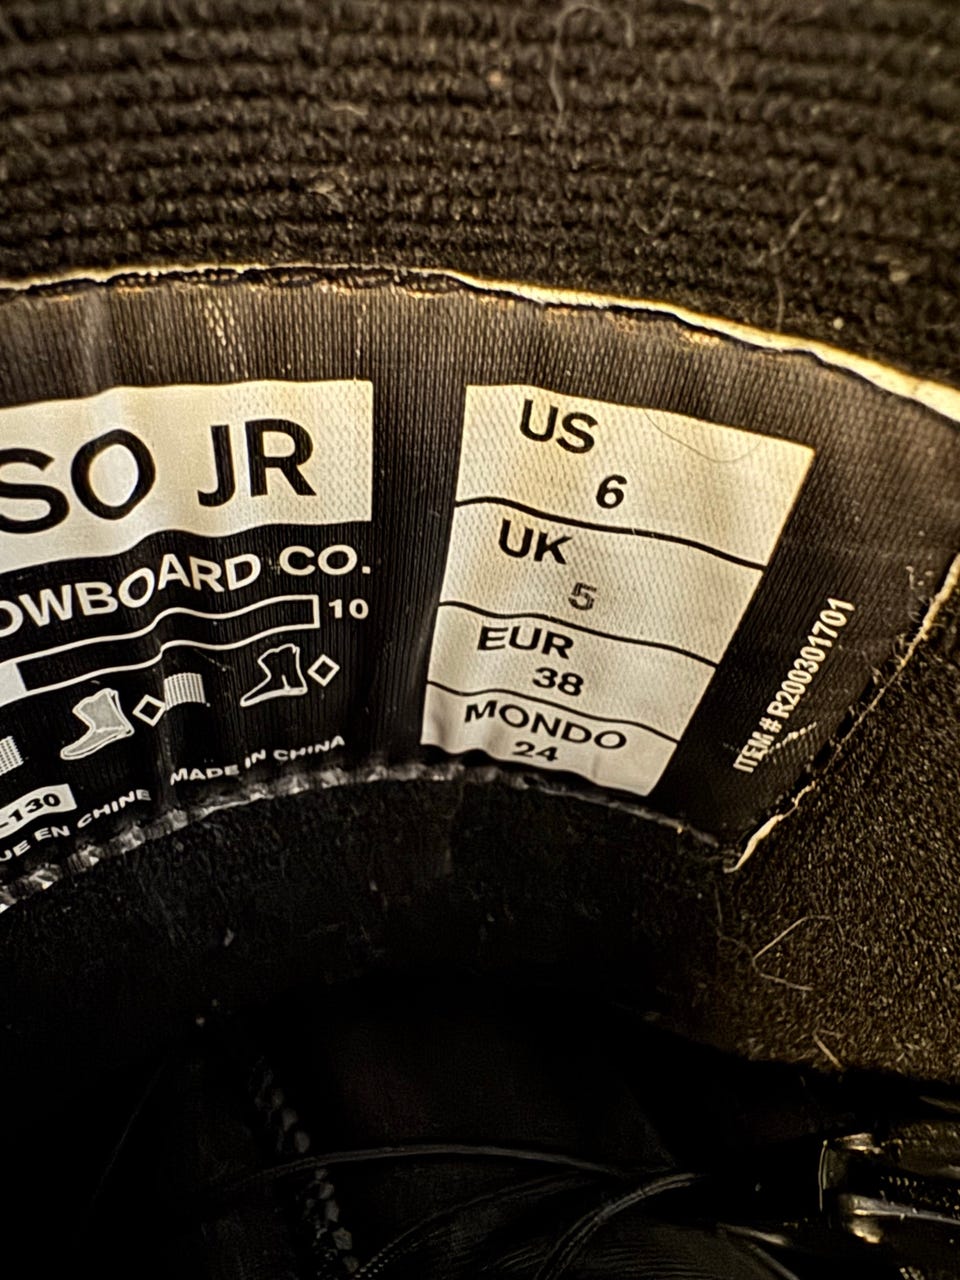 SO JR
OWBOARD CO.
10
-130
UE EN CHINE
MADE IN CHINA
US
6
UK
5
EUR
38
MONDO
24
ITEM# R200301701